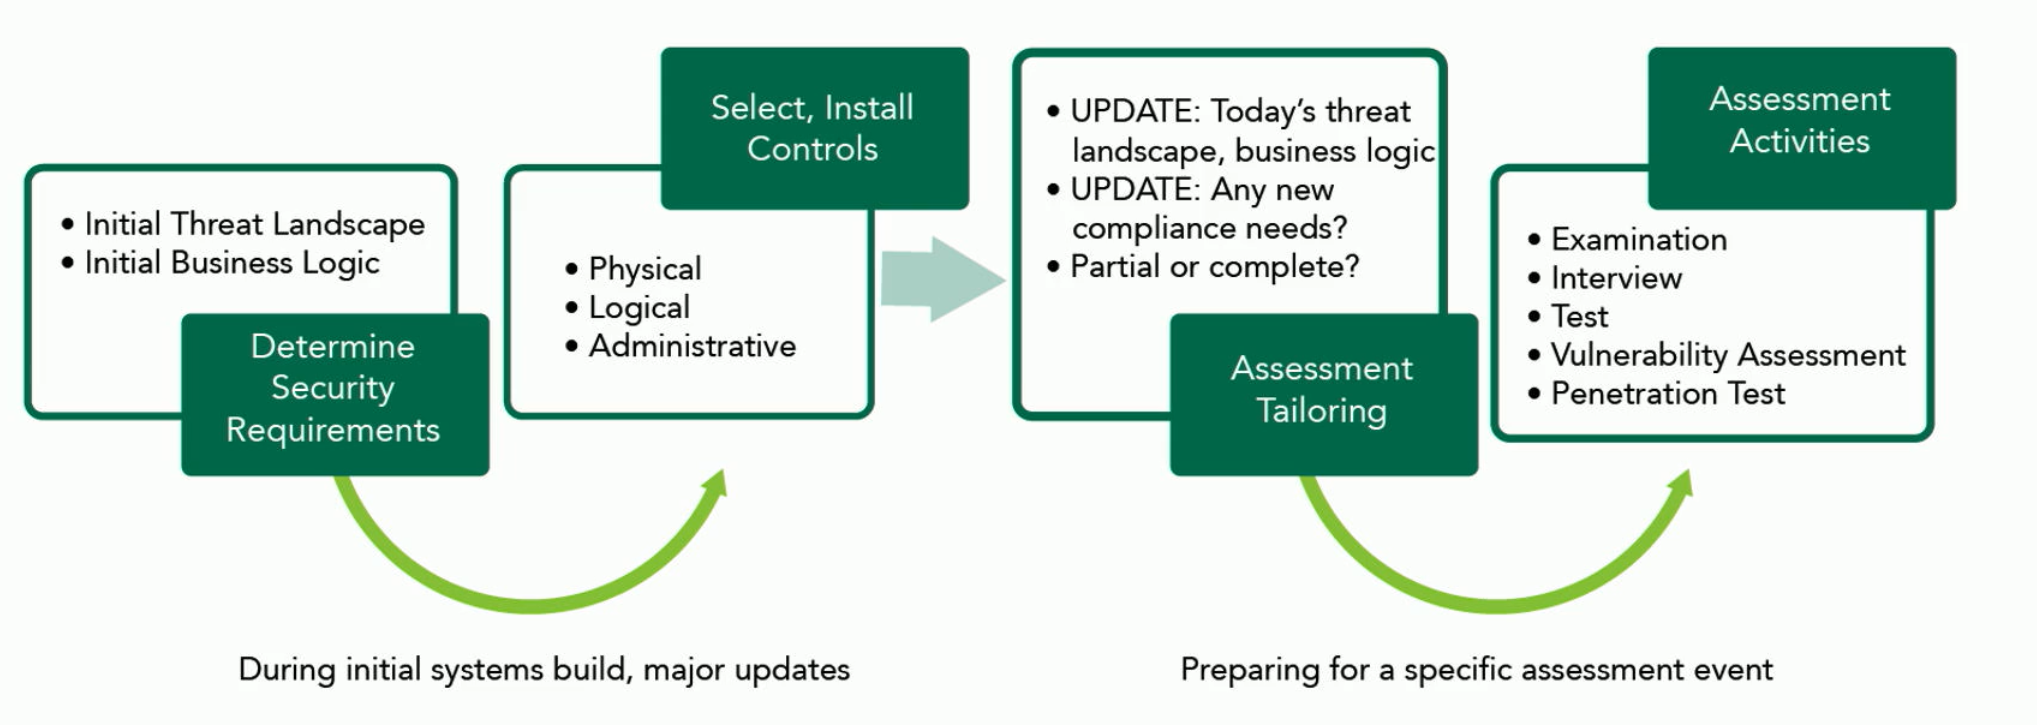 • Initial Threat Landscape
• Initial Business Logic
Determine
Security
Requirements
Select, Install
Controls
• Physical
• Logical
• Administrative
During initial systems build, major updates
• UPDATE: Today’s threat
landscape, business logic
• UPDATE: Any new
compliance needs?
• Partial or complete?
Assessment
Tailoring
Assessment
Activities
• Examination
• Interview
• Test
• Vulnerability Assessment
• Penetration Test
Preparing for a specific assessment event